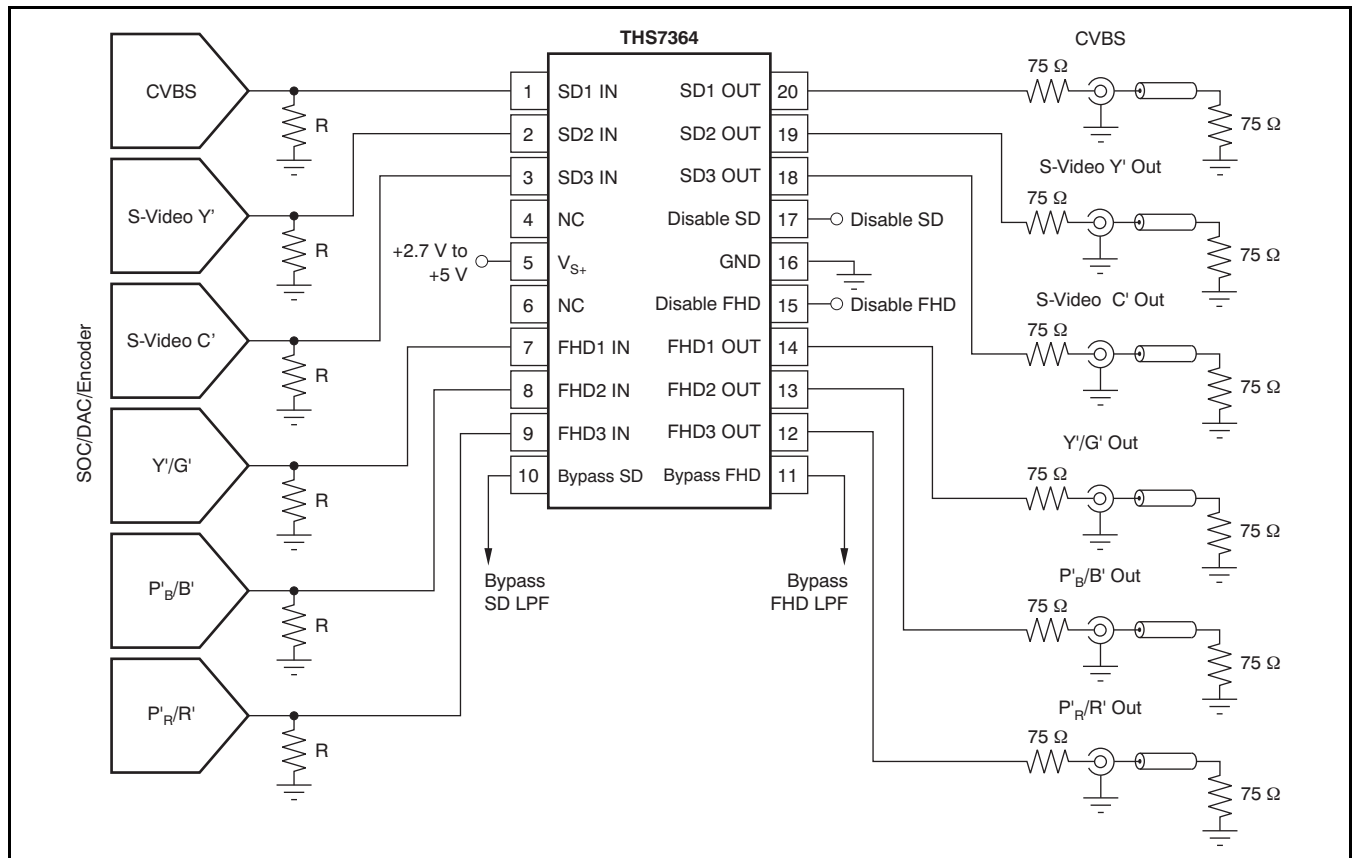 THS7364
SOC/DAC/Encoder
CVBS
R
S-Video Y'
R
S-Video C'
R
Y'/G'
R
P'B/B'
R
P'R/R'
R
+2.7 V to
+5 V
1 SD1 IN SD1 OUT 20
2 SD2 IN SD2 OUT 19
3 SD3 IN SD3 OUT 18
4 NC Disable SD 17 Disable SD
5 VS+ GND 16
6 NC Disable FHD 15 Disable FHD
7 FHD1 IN FHD1 OUT 14
8 FHD2 IN FHD2 OUT 13
9 FHD3 IN FHD3 OUT 12
10 Bypass SD Bypass FHD 11
Bypass
SD LPF
Bypass
FHD LPF
CVBS
75 Ω
75 Ω
S-Video Y' Out
75 Ω
75 Ω
S-Video C' Out
75 Ω
75 Ω
Y'/G' Out
75 Ω
75 Ω
P'B/B' Out
75 Ω
75 Ω
P'R/R' Out
75 Ω
75 Ω